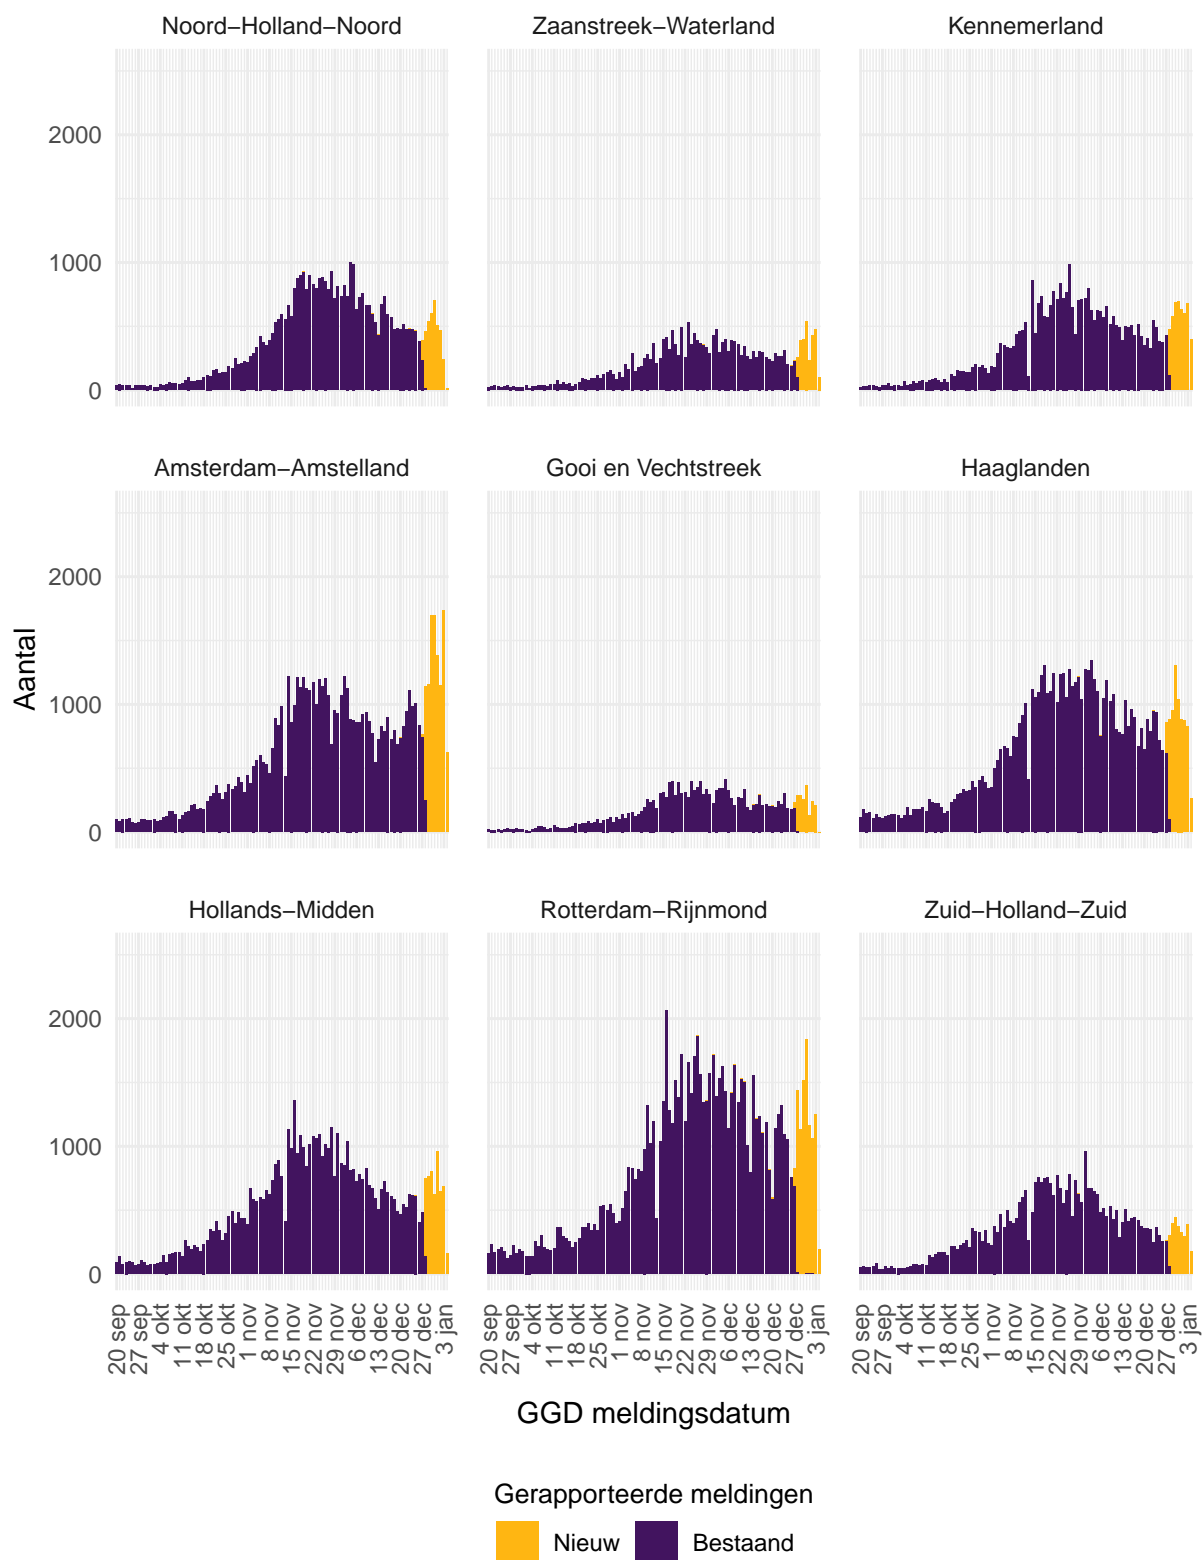 Noord−Holland−Noord
Zaanstreek−Waterland
Kennemerland
2000
1000
0
Amsterdam−Amstelland
Gooi en Vechtstreek
Haaglanden
2000
1000
0
Aantal
Hollands−Midden
Rotterdam−Rijnmond
Zuid−Holland−Zuid
2000
1000
0
20 sep
27 sep
4 okt
11 okt
18 okt
25 okt
1 nov
8 nov
15 nov
22 nov
29 nov
6 dec
13 dec
20 dec
27 dec
3 jan
20 sep
27 sep
4 okt
11 okt
18 okt
25 okt
1 nov
8 nov
15 nov
22 nov
29 nov
6 dec
13 dec
20 dec
27 dec
3 jan
20 sep
27 sep
4 okt
11 okt
18 okt
25 okt
1 nov
8 nov
15 nov
22 nov
29 nov
6 dec
13 dec
20 dec
27 dec
3 jan
GGD meldingsdatum
Gerapporteerde meldingen
Nieuw
Bestaand